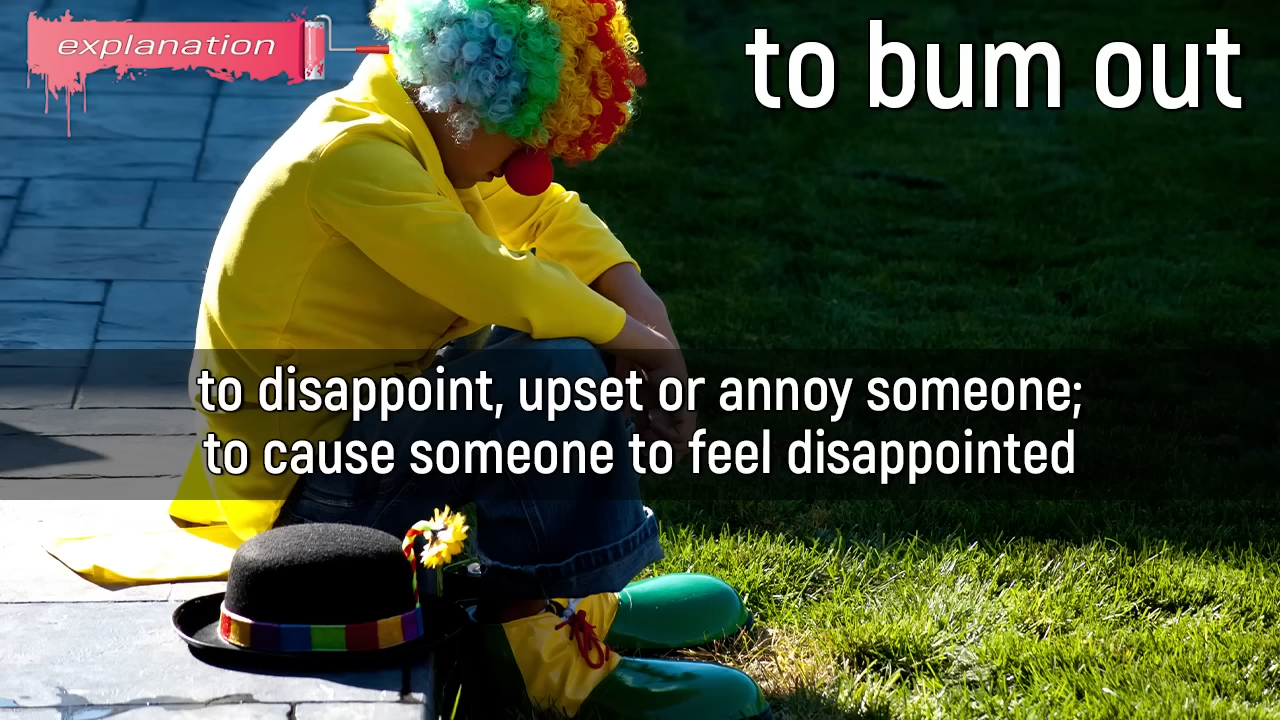 explanation
to bum out
to disappoint, upset or annoy someone;
to cause someone to feel disappointed